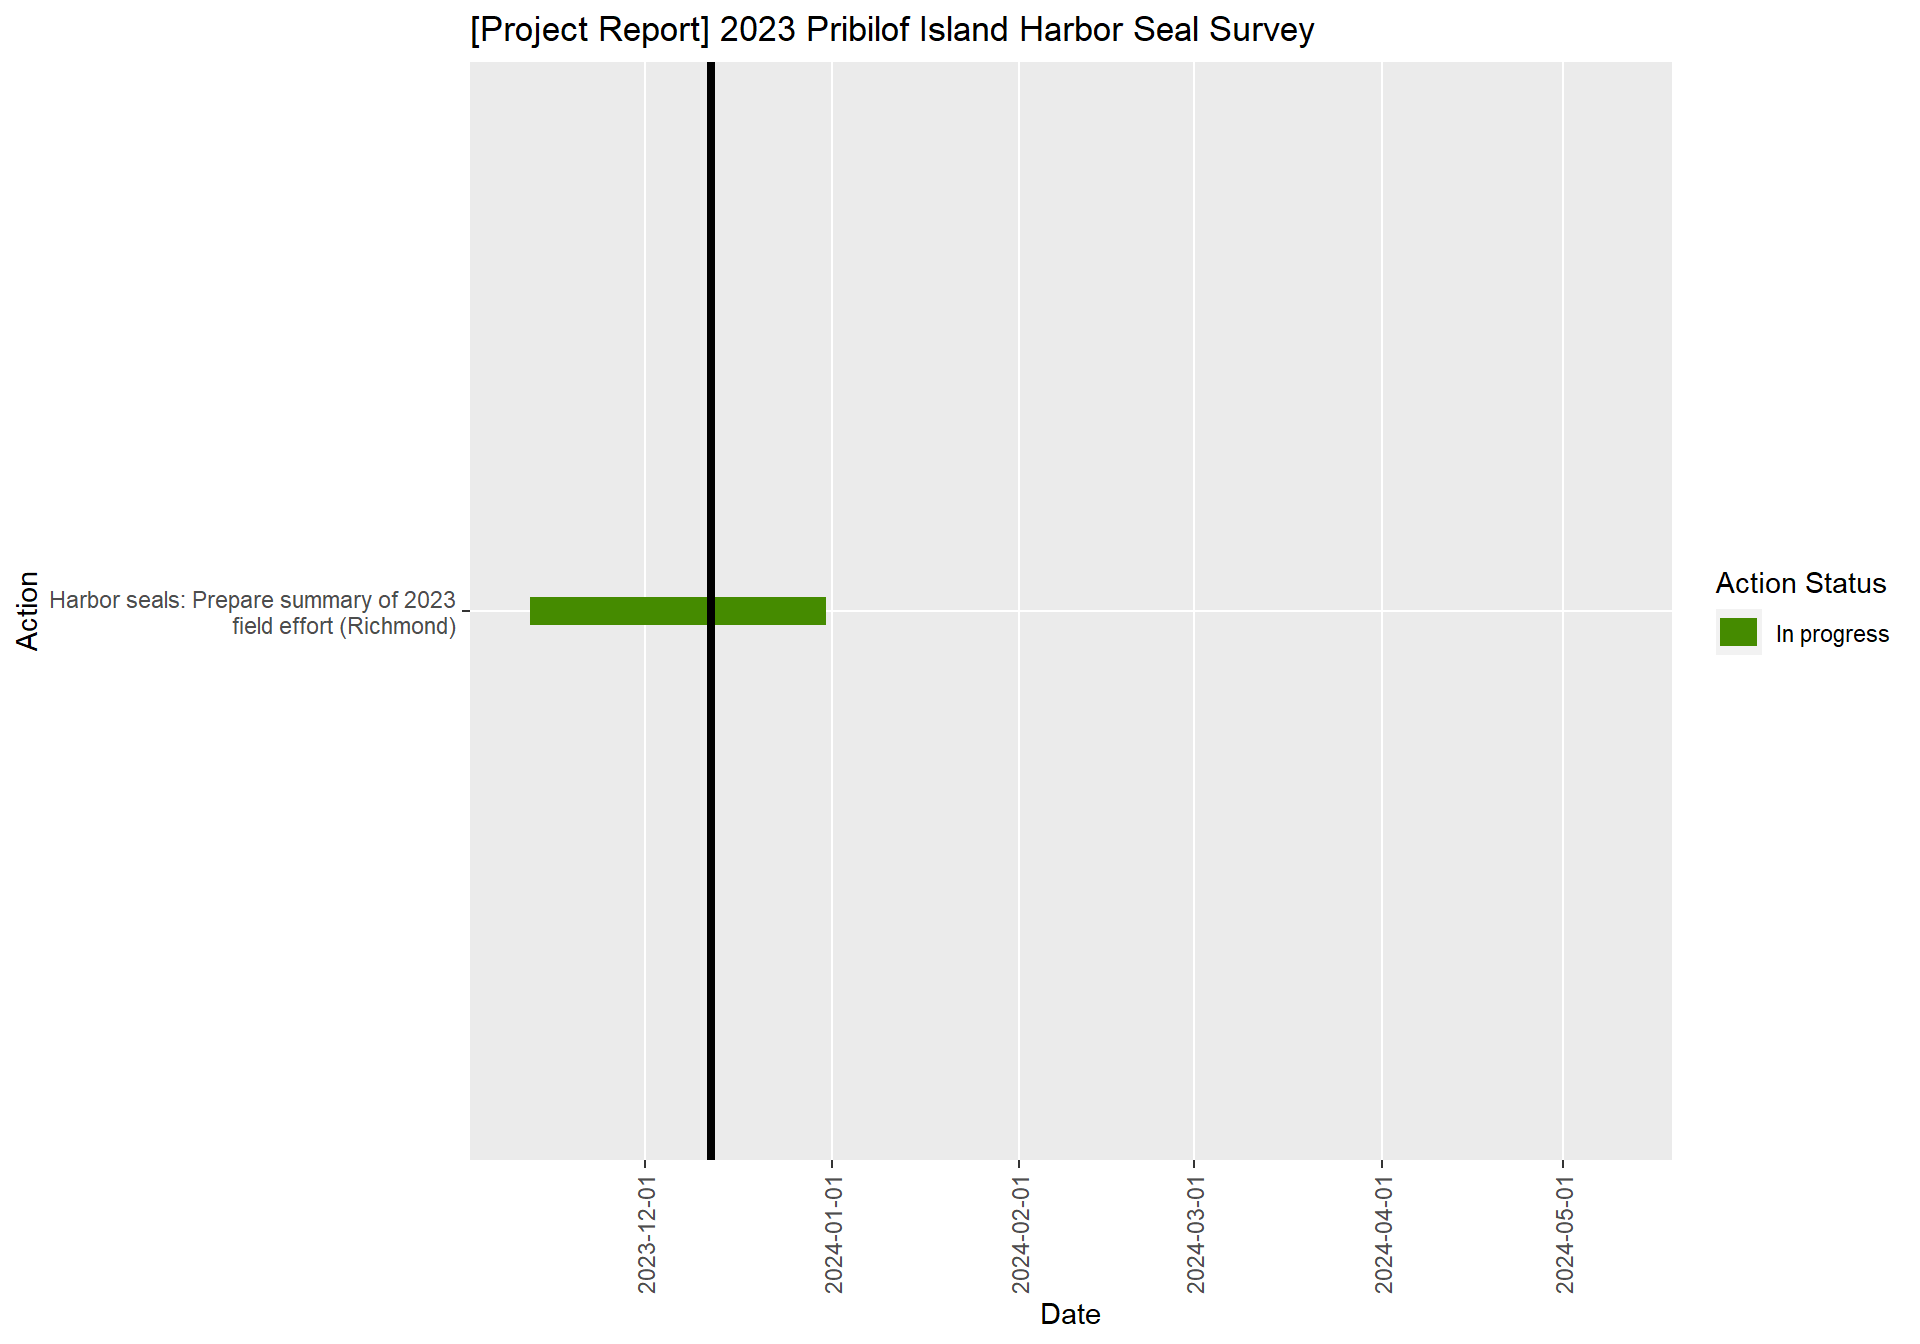 [Project Report] 2023 Pribilof Island Harbor Seal Survey
Action
Harbor seals: Prepare summary of 2023
field effort (Richmond)
Action Status
In progress
2023-12-01
2024-01-01
2024-02-01
2024-03-01
2024-04-01
2024-05-01
Date